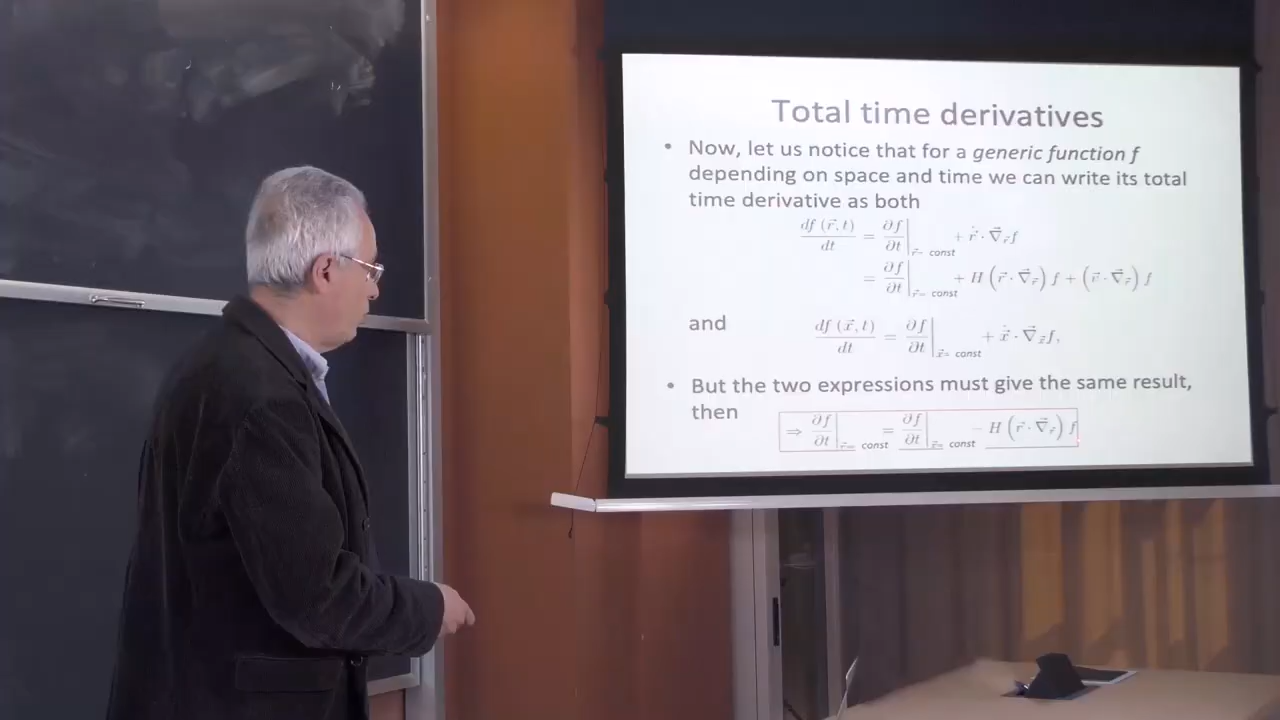 Total time derivatives
• Now, let us notice that for a generic function f
depending on space and time we can write its total
time derivative as both
df (r⃗, t)/dt = ∂f/∂t |r⃗= const + ṙ⃗ · ∇⃗r⃗ f
= ∂f/∂t |r⃗= const + H (r⃗ · ∇⃗r⃗) f + (v⃗ · ∇⃗r⃗) f
and df (x⃗, t)/dt = ∂f/∂t |x⃗= const + ẋ⃗ · ∇⃗x⃗ f,
• But the two expressions must give the same result,
then ⇒ ∂f/∂t |r⃗= const = ∂f/∂t |x⃗= const − H (r⃗ · ∇⃗r⃗) f